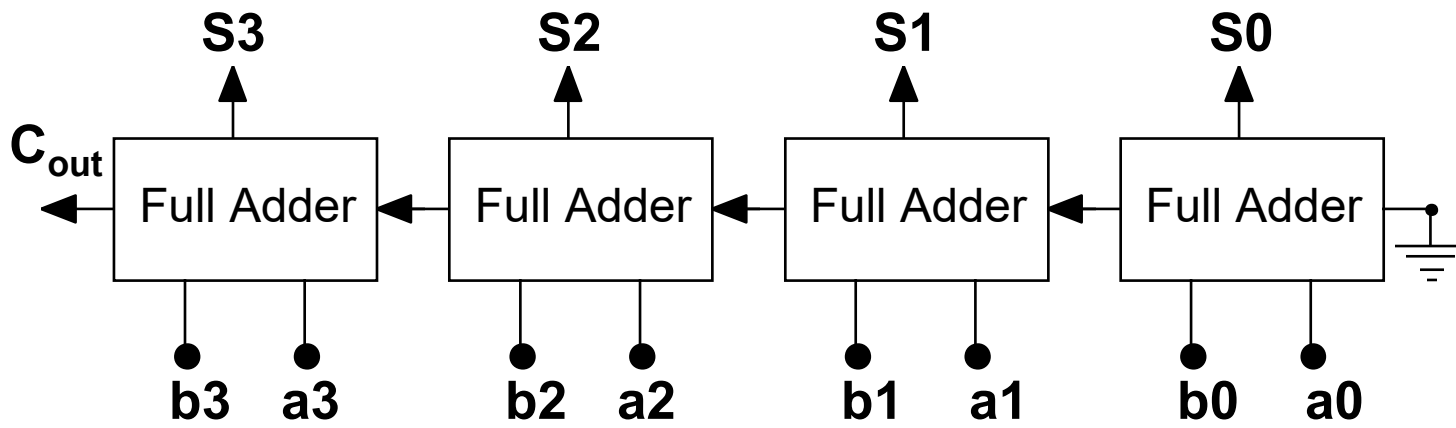 S3 S2 S1 S0
C_out
Full Adder Full Adder Full Adder Full Adder
b3 a3 b2 a2 b1 a1 b0 a0